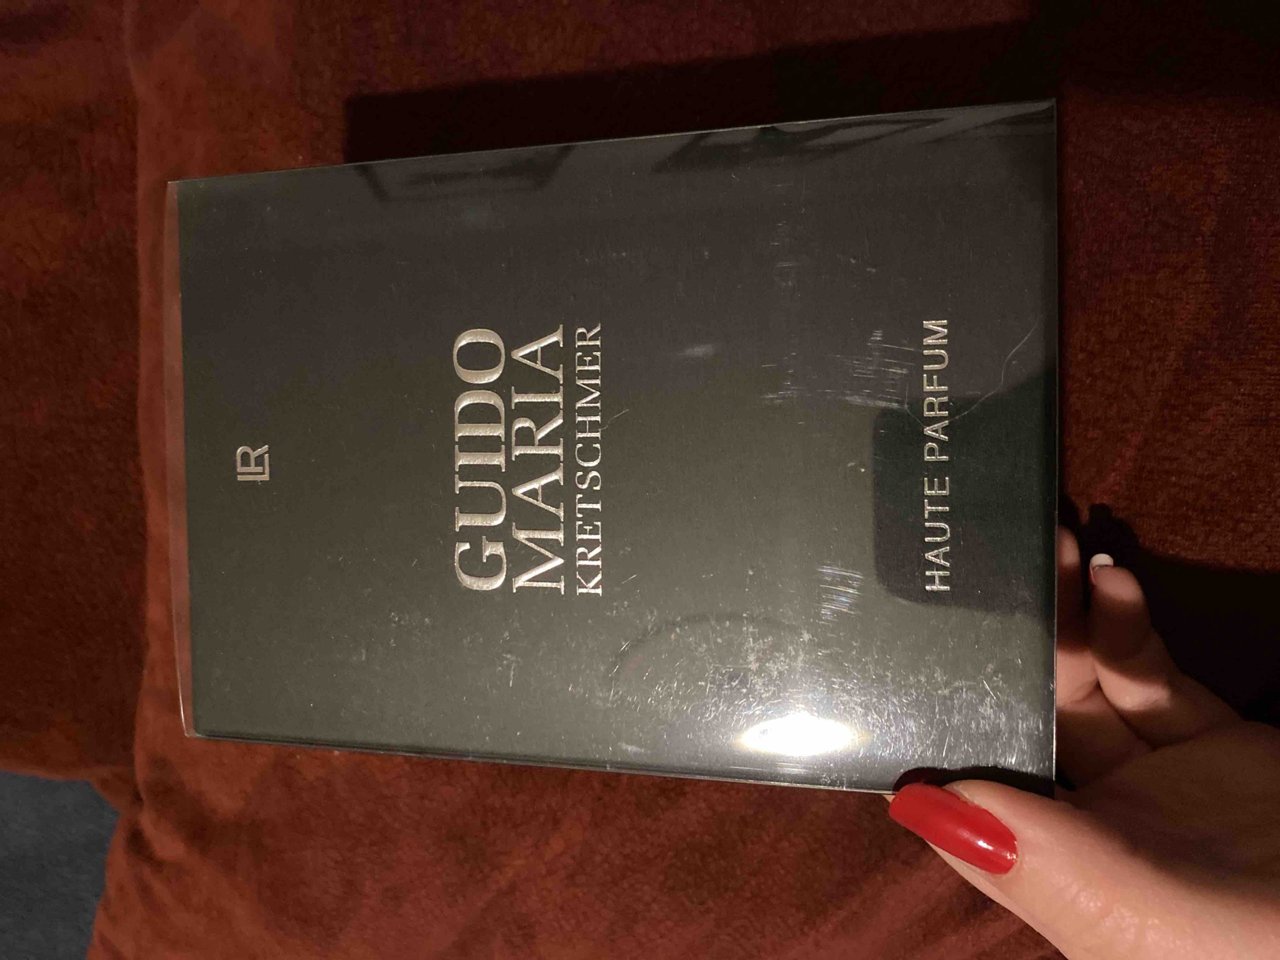 LR
GUIDO
MARIA
KRETSCHMER
HAUTE PARFUM